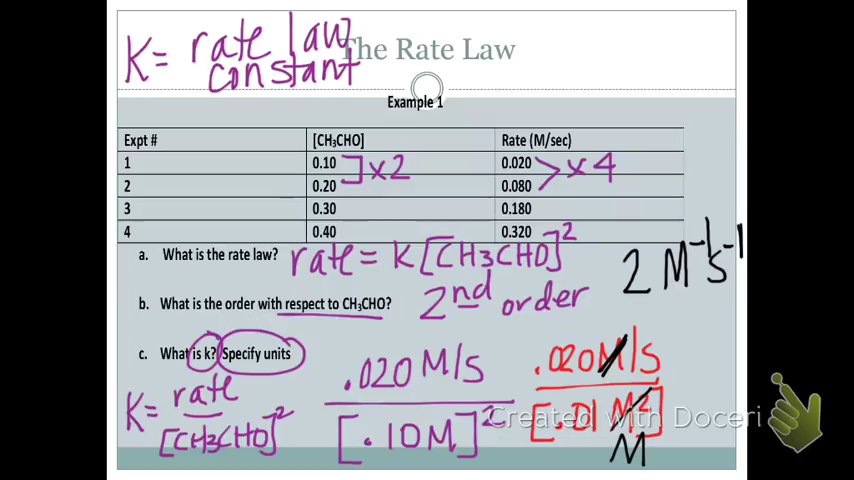 K = rate law constant
The Rate Law
Example 1
Expt # [CH₃CHO] Rate (M/sec)
1 0.10 0.020
2 0.20 0.080
x2 x4
3 0.30 0.180
4 0.40 0.320
a. What is the rate law? rate = K[CH3CHO]²
2 M⁻¹s⁻¹
b. What is the order with respect to CH₃CHO? 2nd order
c. What is k? Specify units
K = rate / [CH3CHO]²
.020 M/s / [.10M]²
.020M/s / [.01 M²]
M
Created with Doceri